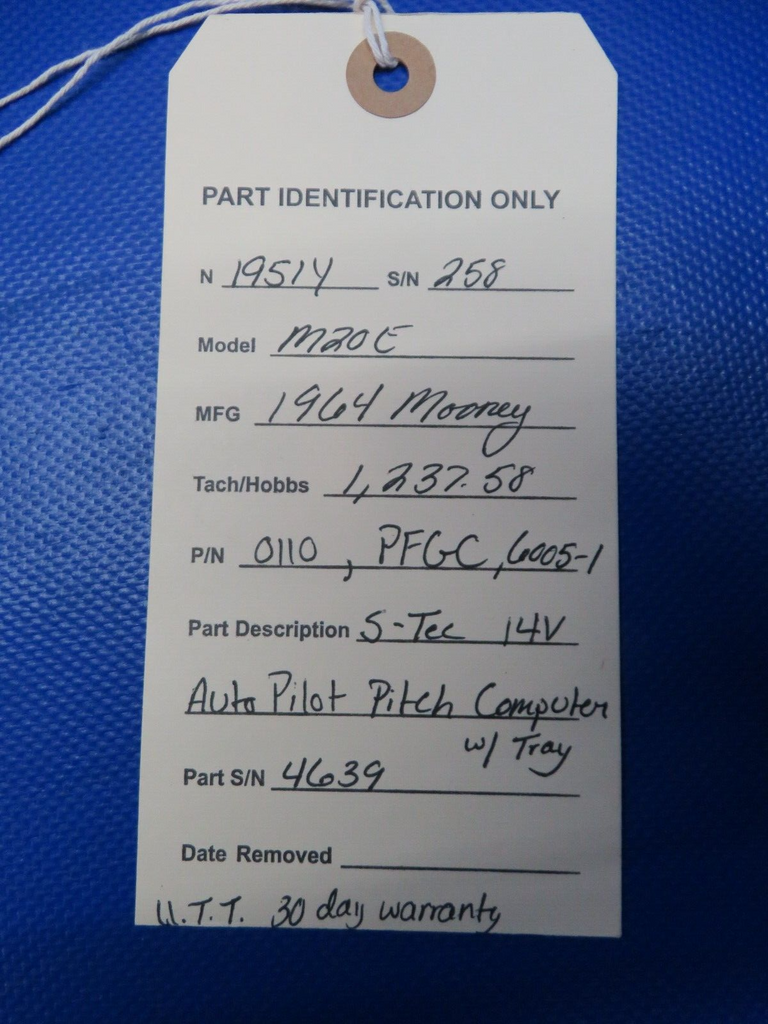 PART IDENTIFICATION ONLY
N 1951Y S/N 258
Model M20E
MFG 1964 Mooney
Tach/Hobbs 1,237.58
P/N 0110, PFGC, 6005-1
Part Description S-Tec 14V
Auto Pilot Pitch Computer
w/ Tray
Part S/N 4639
Date Removed
U.T.T. 30 day warranty